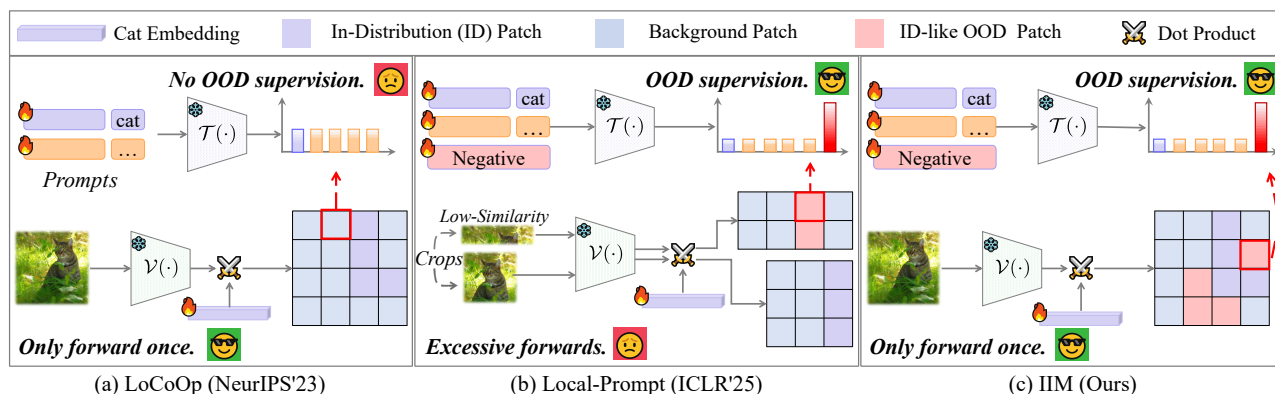 Cat Embedding
In-Distribution (ID) Patch
Background Patch
ID-like OOD Patch
Dot Product
No OOD supervision.
cat
...
T(·)
Prompts
V(·)
Only forward once.
(a) LoCoOp (NeurIPS'23)
OOD supervision.
cat
...
Negative
T(·)
Low-Similarity
Crops
V(·)
Excessive forwards.
(b) Local-Prompt (ICLR'25)
OOD supervision.
cat
...
Negative
T(·)
V(·)
Only forward once.
(c) IIM (Ours)